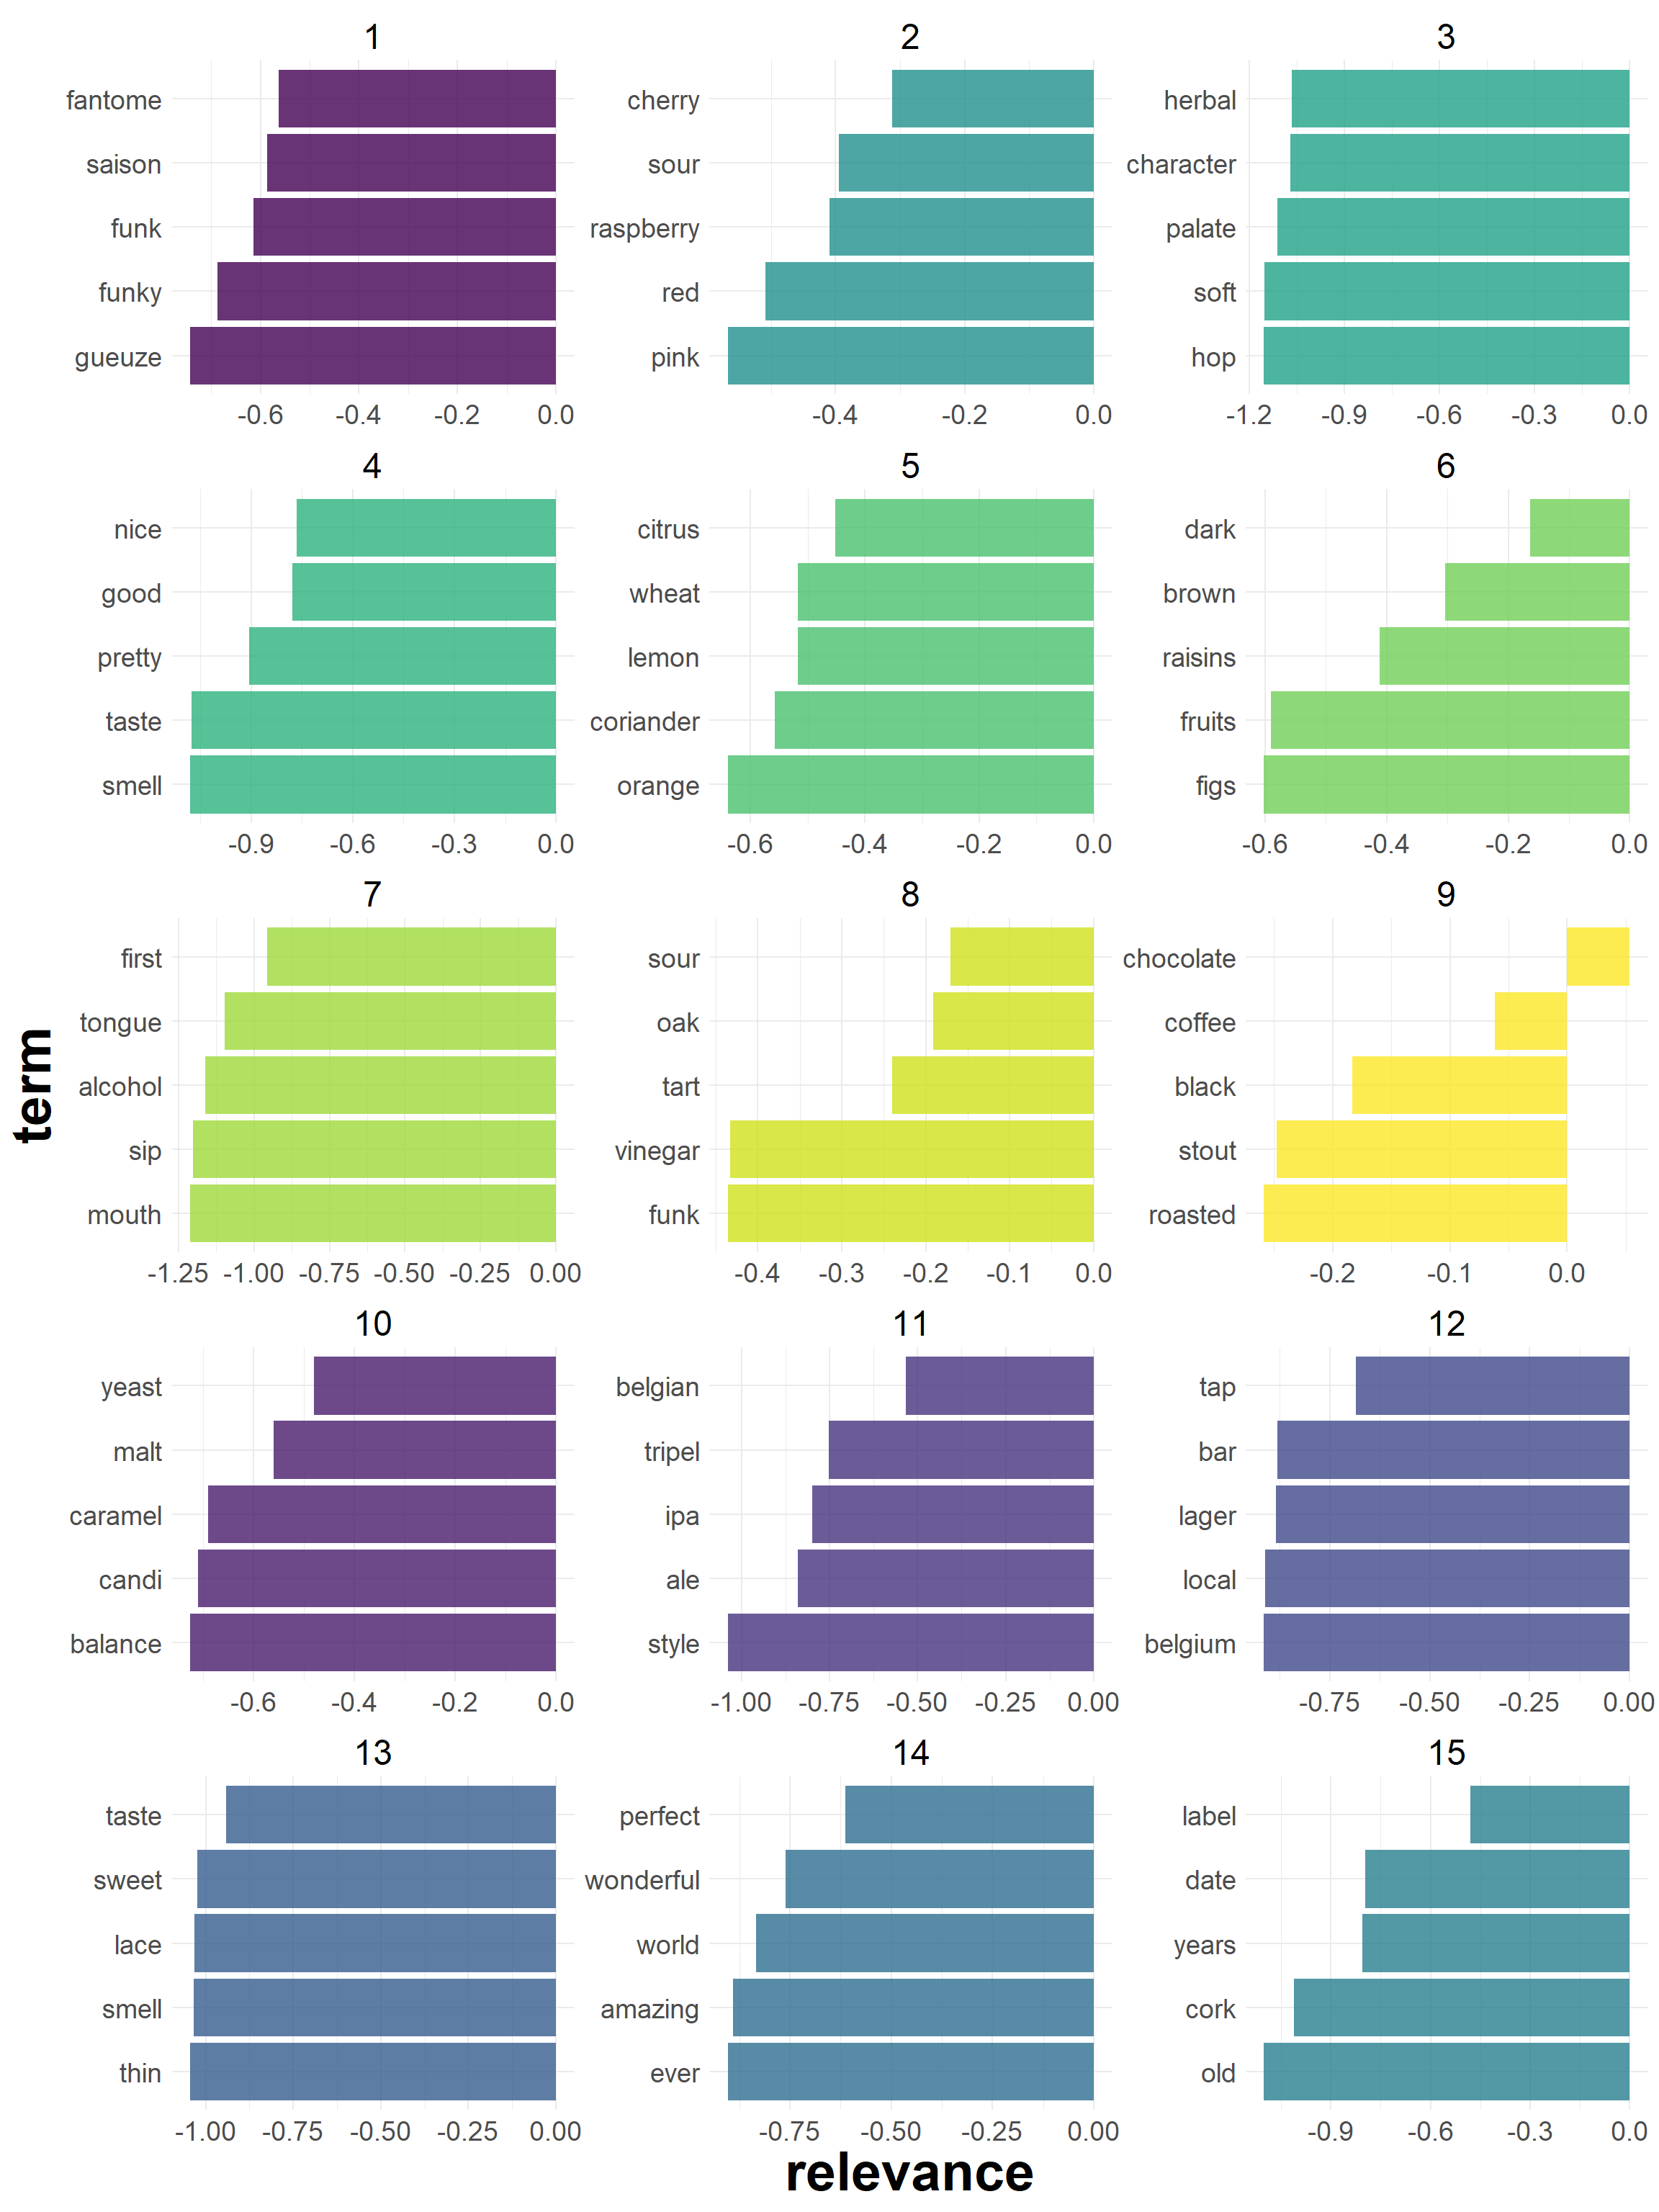 1
fantome
saison
funk
funky
gueuze
-0.6 -0.4 -0.2 0.0
2
cherry
sour
raspberry
red
pink
-0.4 -0.2 0.0
3
herbal
character
palate
soft
hop
-1.2 -0.9 -0.6 -0.3 0.0
4
nice
good
pretty
taste
smell
-0.9 -0.6 -0.3 0.0
5
citrus
wheat
lemon
coriander
orange
-0.6 -0.4 -0.2 0.0
6
dark
brown
raisins
fruits
figs
-0.6 -0.4 -0.2 0.0
7
first
tongue
alcohol
sip
mouth
-1.25 -1.00 -0.75 -0.50 -0.25 0.00
8
sour
oak
tart
vinegar
funk
-0.4 -0.3 -0.2 -0.1 0.0
9
chocolate
coffee
black
stout
roasted
-0.2 -0.1 0.0
10
yeast
malt
caramel
candi
balance
-0.6 -0.4 -0.2 0.0
11
belgian
tripel
ipa
ale
style
-1.00 -0.75 -0.50 -0.25 0.00
12
tap
bar
lager
local
belgium
-0.75 -0.50 -0.25 0.00
13
taste
sweet
lace
smell
thin
-1.00 -0.75 -0.50 -0.25 0.00
14
perfect
wonderful
world
amazing
ever
-0.75 -0.50 -0.25 0.00
15
label
date
years
cork
old
-0.9 -0.6 -0.3 0.0
term
relevance